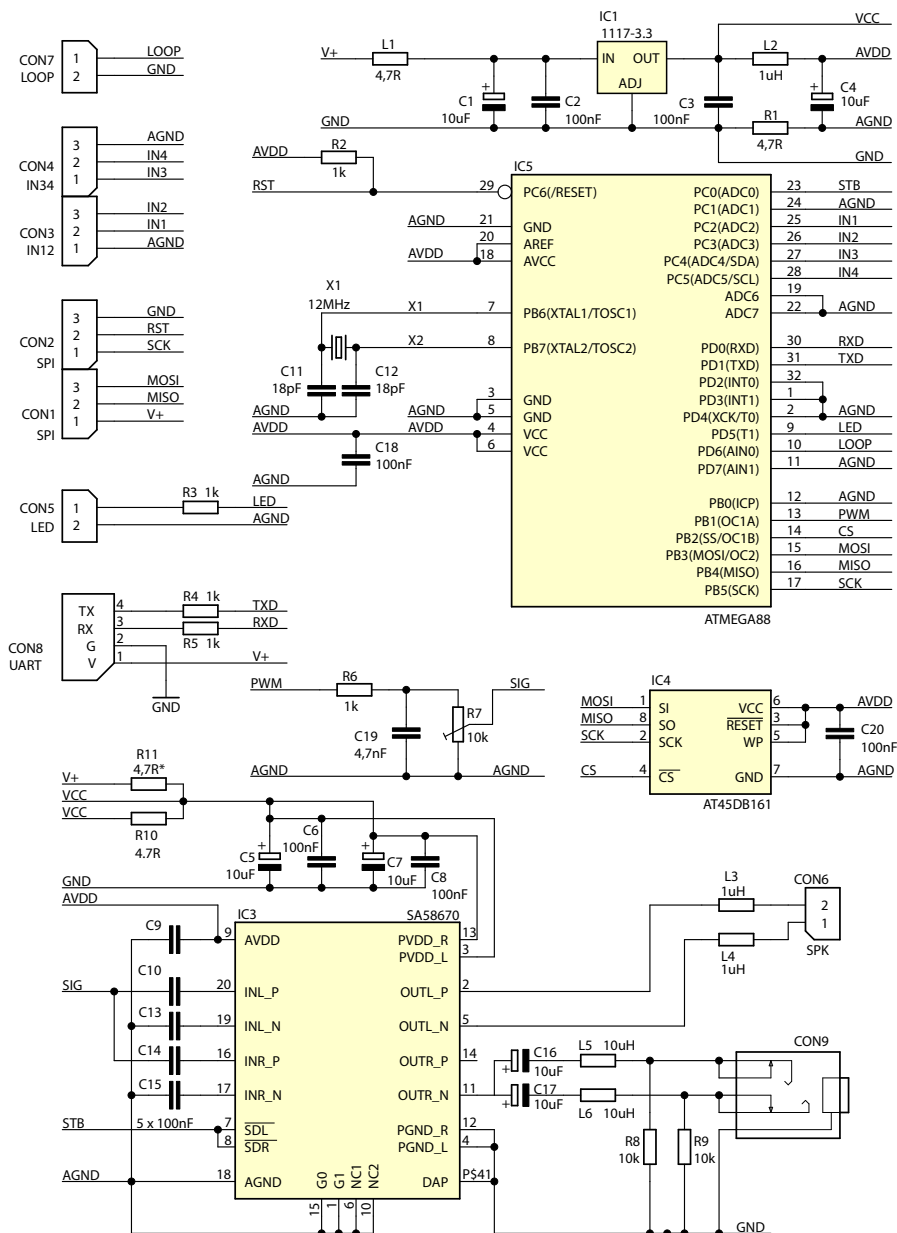 IC1
1117-3.3
IN OUT
ADJ
V+
L1
4,7R
VCC
L2
1uH
AVDD
C1
10uF
+
C2
100nF
C3
100nF
+
C4
10uF
R1
4,7R
GND
AGND
GND
CON7
LOOP
1 LOOP
2 GND
CON4
IN34
3 AGND
2 IN4
1 IN3
CON3
IN12
3 IN2
2 IN1
1 AGND
CON2
SPI
3 GND
2 RST
1 SCK
CON1
SPI
3 MOSI
2 MISO
1 V+
CON5
LED
1 R3 1k LED
2 AGND
CON8
UART
TX 4 R4 1k TXD
RX 3 R5 1k RXD
G 2
V 1 V+
GND
AVDD
R2
1k
RST
IC5
29 PC6(/RESET)
AGND 21 GND
20 AREF
AVDD 18 AVCC
X1
12MHz
X1 7 PB6(XTAL1/TOSC1)
X2 8 PB7(XTAL2/TOSC2)
C11
18pF
C12
18pF
AGND
AGND 3 GND
5 GND
AVDD
AVDD 4 VCC
6 VCC
C18
100nF
AGND
PC0(ADC0) 23 STB
PC1(ADC1) 24 AGND
PC2(ADC2) 25 IN1
PC3(ADC3) 26 IN2
PC4(ADC4/SDA) 27 IN3
PC5(ADC5/SCL) 28 IN4
ADC6 19
ADC7 22 AGND
PD0(RXD) 30 RXD
PD1(TXD) 31 TXD
PD2(INT0) 32
PD3(INT1) 1
PD4(XCK/T0) 2 AGND
PD5(T1) 9 LED
PD6(AIN0) 10 LOOP
PD7(AIN1) 11 AGND
PB0(ICP) 12 AGND
PB1(OC1A) 13 PWM
PB2(SS/OC1B) 14 CS
PB3(MOSI/OC2) 15 MOSI
PB4(MISO) 16 MISO
PB5(SCK) 17 SCK
ATMEGA88
PWM
R6
1k
SIG
R7
10k
C19
4,7nF
AGND
AGND
IC4
MOSI 1 SI
MISO 8 SO
SCK 2 SCK
CS 4 CS
VCC 6 AVDD
RESET 3
WP 5
GND 7 AGND
C20
100nF
AT45DB161
R11
4,7R*
V+
VCC
VCC
R10
4.7R
+
C5
10uF
C6
100nF
+
C7
10uF
C8
100nF
GND
AVDD
IC3
SA58670
C9
9 AVDD
SIG
C10
20 INL_P
C13
19 INL_N
C14
16 INR_P
C15
17 INR_N
5 x 100nF
STB 7 SDL
8 SDR
AGND 18 AGND
PVDD_R 13
PVDD_L 3
OUTL_P 2
OUTL_N 5
OUTR_P 14
OUTR_N 11
PGND_R 12
PGND_L 4
DAP P$41
G0 G1 NC1 NC2
15 1 6 10
L3
1uH
L4
1uH
CON6
2
1
SPK
+
C16
10uF
L5 10uH
+
C17
10uF
L6 10uH
R8
10k
R9
10k
CON9
GND